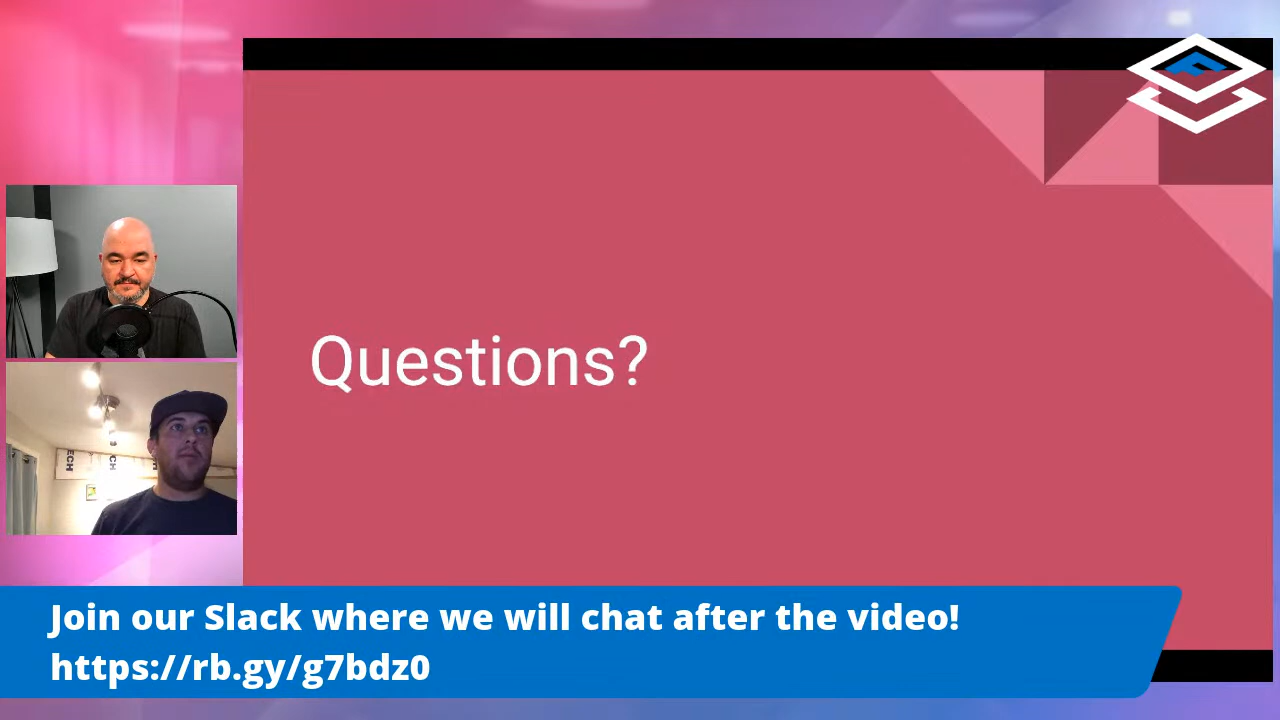 Questions?
Join our Slack where we will chat after the video!
https://rb.gy/g7bdz0